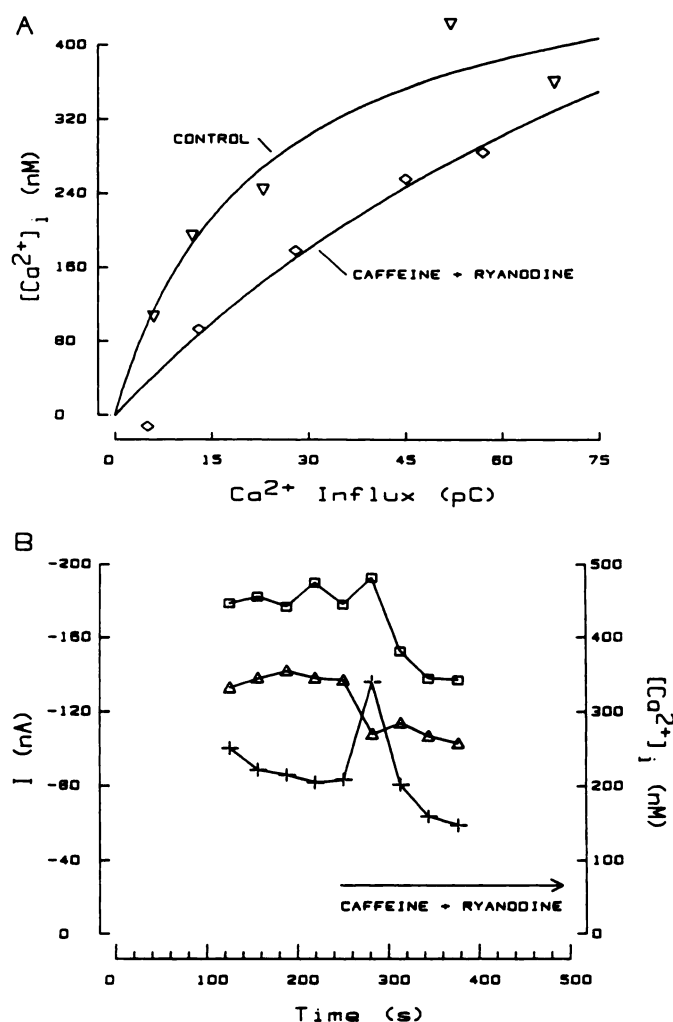 A
400
320
240
160
80
0
[Ca2+]i (nM)
CONTROL
CAFFEINE + RYANODINE
0 15 30 45 60 75
Ca2+ Influx (pC)
B
-200
-160
-120
-80
-40
0
I (nA)
500
400
300
200
100
0
[Ca2+]i (nM)
CAFFEINE + RYANODINE
0 100 200 300 400 500
Time (s)